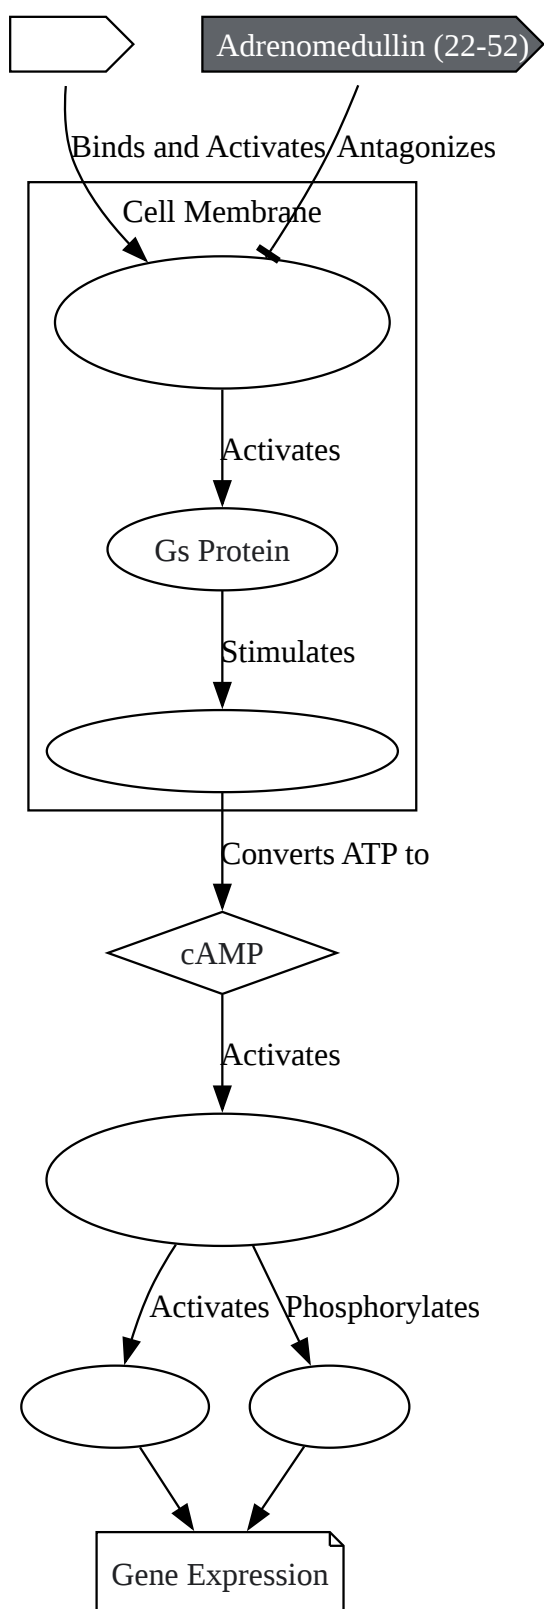 Adrenomedullin (22-52)
Binds and Activates
Antagonizes
Cell Membrane
Activates
Gs Protein
Stimulates
Converts ATP to
cAMP
Activates
Activates
Phosphorylates
Gene Expression